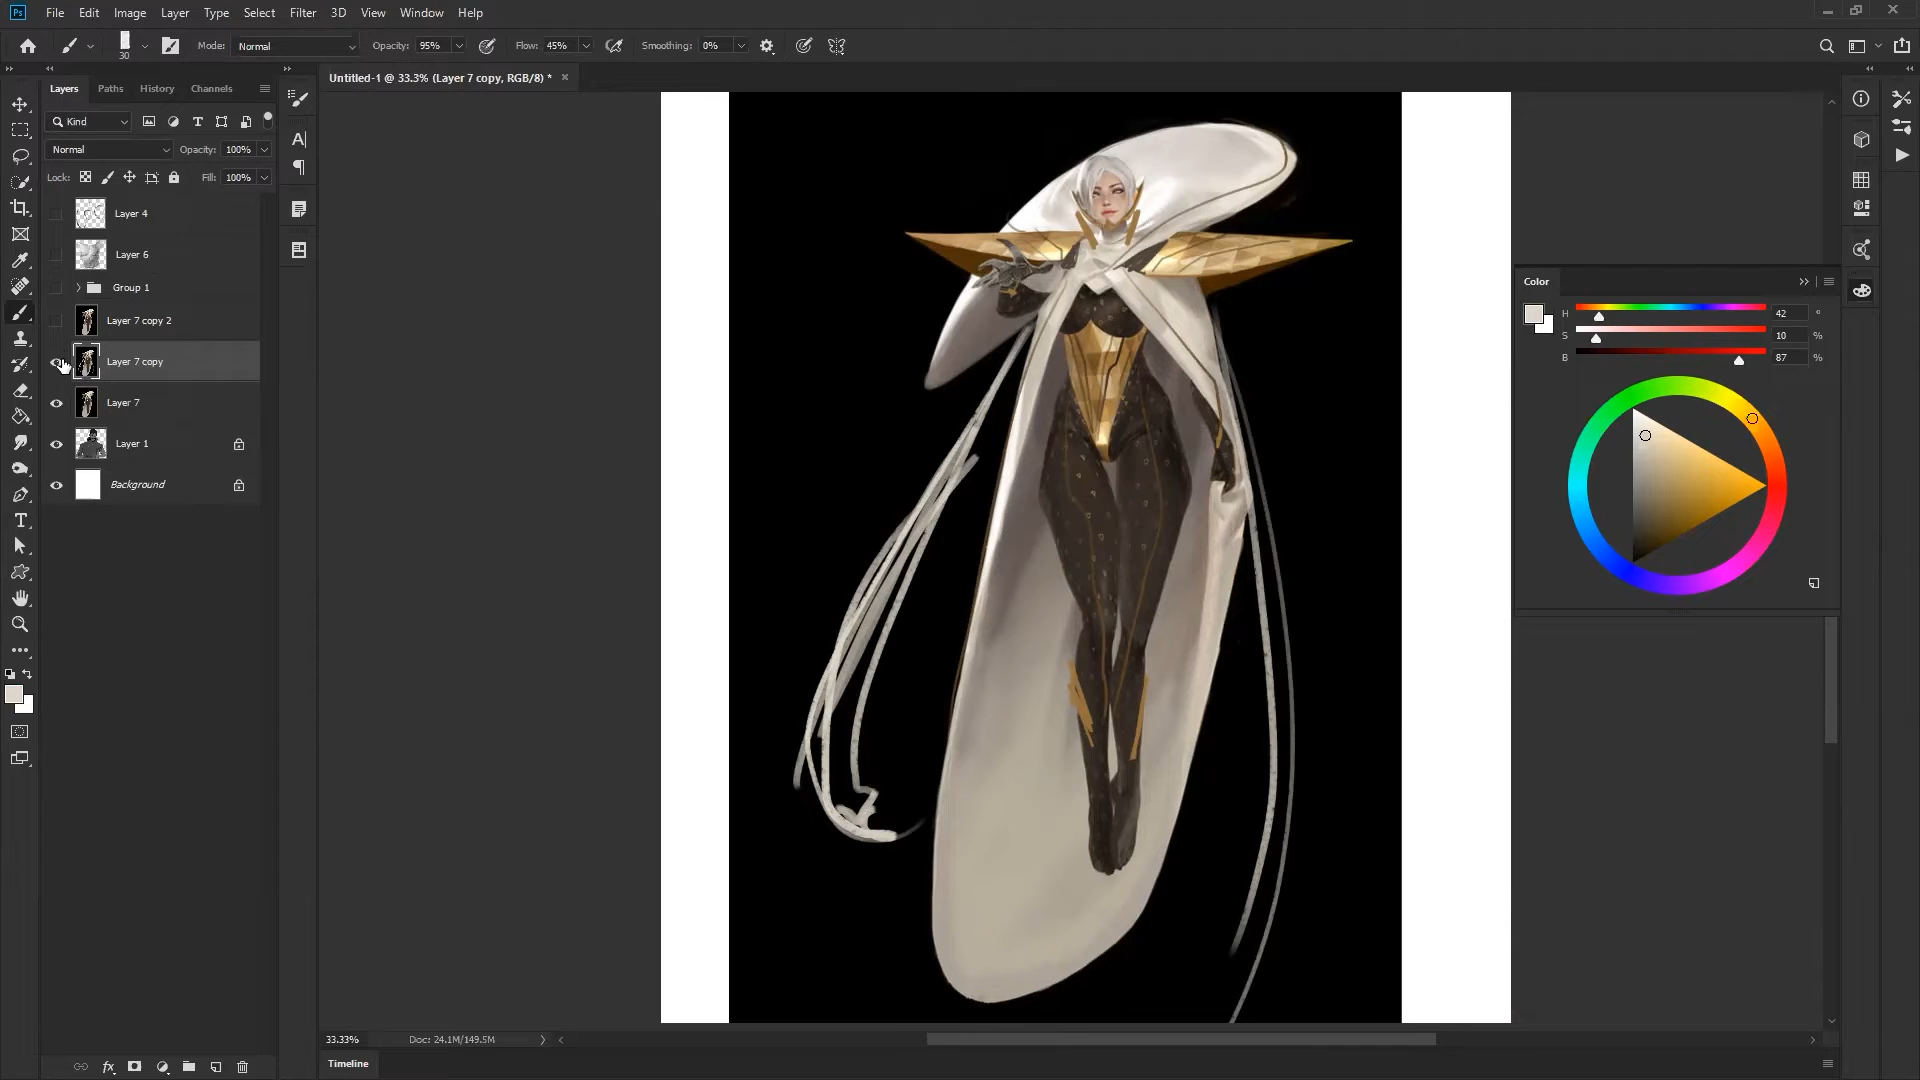 Ps File Edit Image Layer Type Select Filter 3D View Window Help
30 Mode: Normal Opacity: 95% Flow: 45% Smoothing: 0%
Untitled-1 @ 33.3% (Layer 7 copy, RGB/8) *
Layers Paths History Channels
Kind
Normal Opacity: 100%
Lock: Fill: 100%
Layer 4
Layer 6
Group 1
Layer 7 copy 2
Layer 7 copy
Layer 7
Layer 1
Background
Color
H 42 °
S 10 %
B 87 %
33.33% Doc: 24.1M/149.5M
Timeline